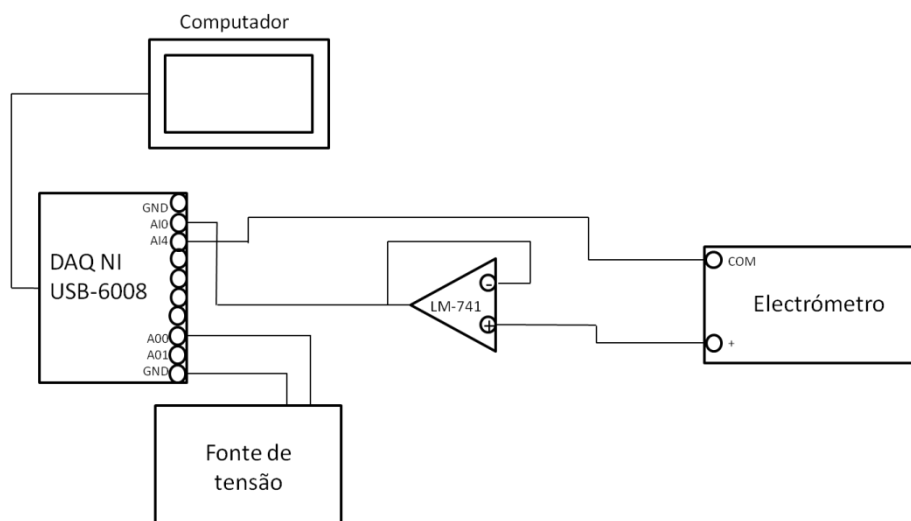 Computador
GND
AI0
AI4
DAQ NI
USB-6008
A00
A01
GND
-
LM-741
+
COM
Electrómetro
+
Fonte de
tensão